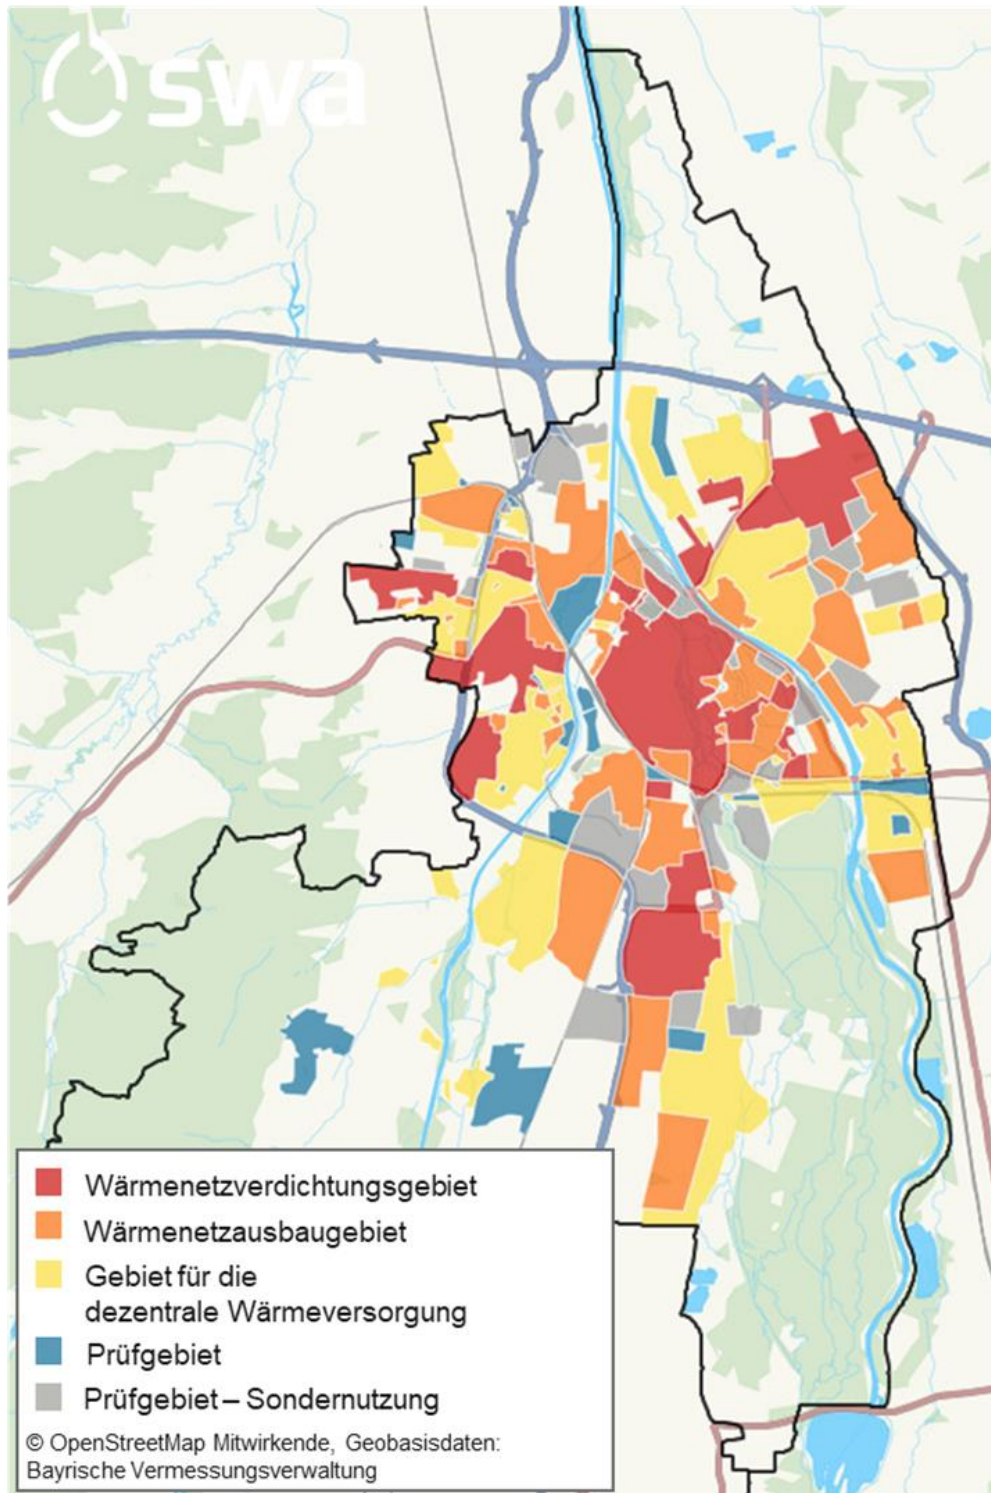 swa
Wärmenetzverdichtungsgebiet
Wärmenetzausbaugebiet
Gebiet für die
dezentrale Wärmeversorgung
Prüfgebiet
Prüfgebiet – Sondernutzung
© OpenStreetMap Mitwirkende, Geobasisdaten:
Bayrische Vermessungsverwaltung